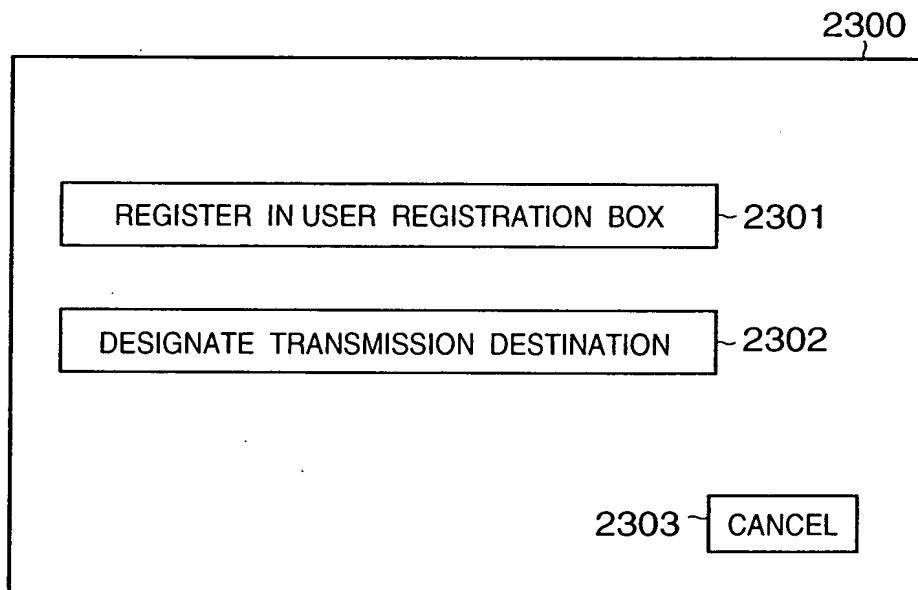 2300
REGISTER IN USER REGISTRATION BOX 2301
DESIGNATE TRANSMISSION DESTINATION 2302
2303 CANCEL